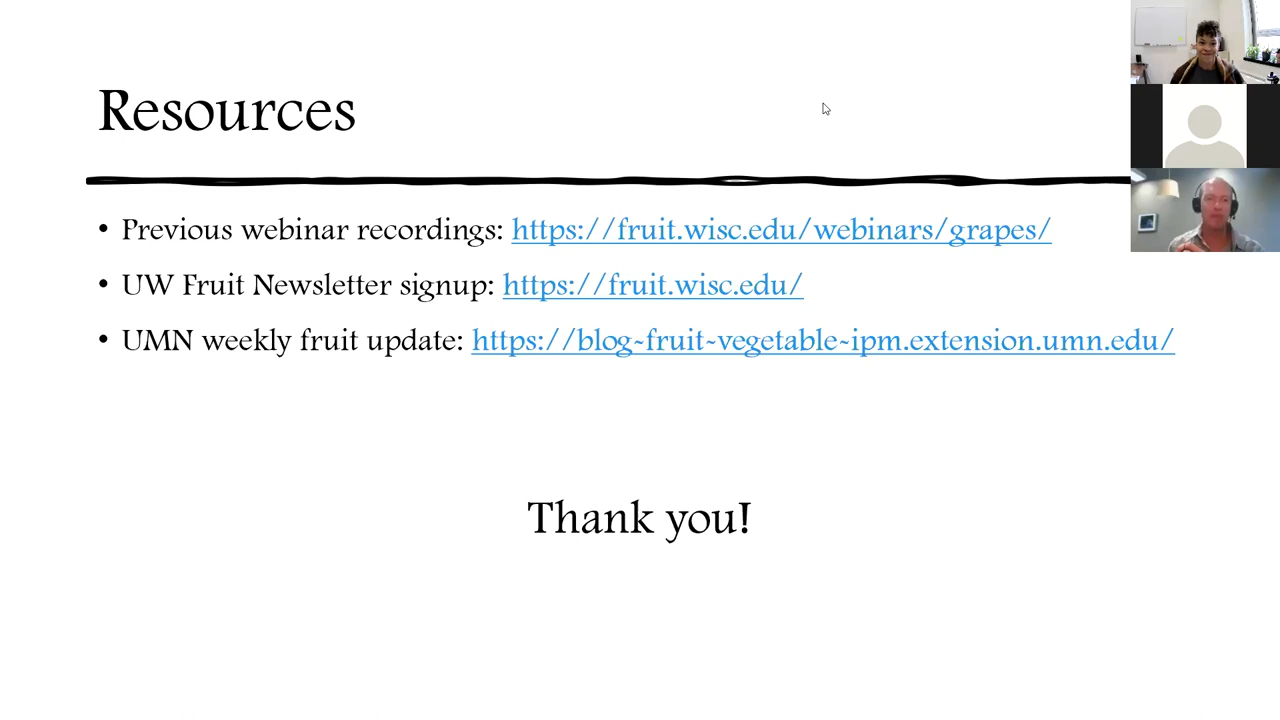 Resources
• Previous webinar recordings: https://fruit.wisc.edu/webinars/grapes/
• UW Fruit Newsletter signup: https://fruit.wisc.edu/
• UMN weekly fruit update: https://blog-fruit-vegetable-ipm.extension.umn.edu/
Thank you!